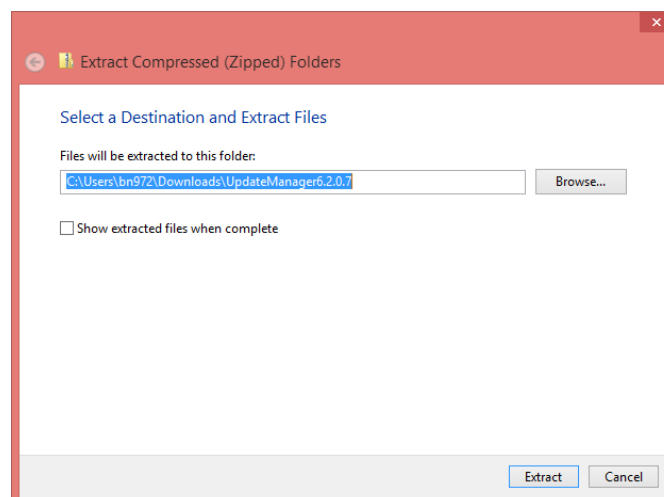 Extract Compressed (Zipped) Folders
Select a Destination and Extract Files
Files will be extracted to this folder:
C:\Users\bn972\Downloads\UpdateManager6.2.0.7
Browse...
Show extracted files when complete
Extract
Cancel